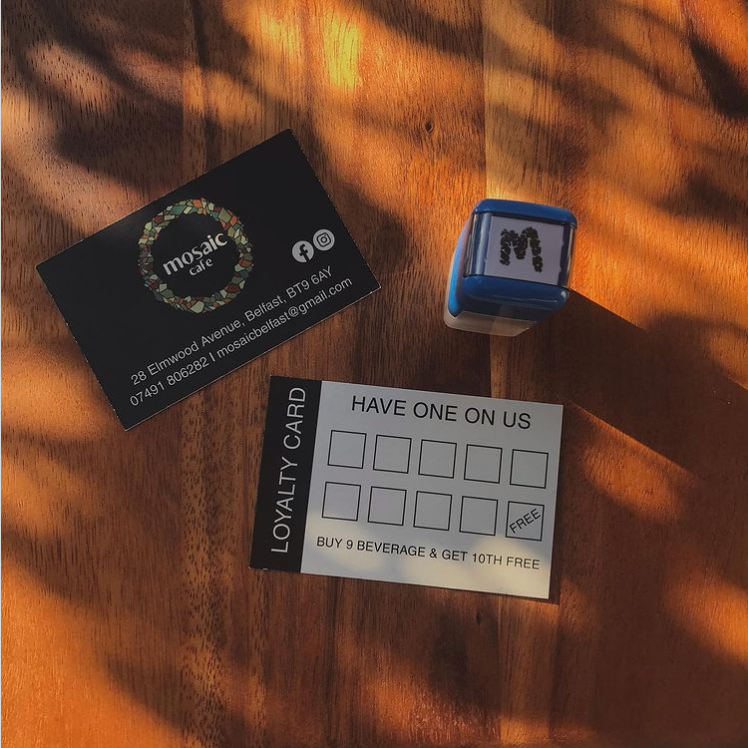 mosaic
cafe
28 Elmwood Avenue, Belfast, BT9 6AY
07491 806282 | mosaicbelfast@gmail.com
M
LOYALTY CARD
HAVE ONE ON US
FREE
BUY 9 BEVERAGE & GET 10TH FREE